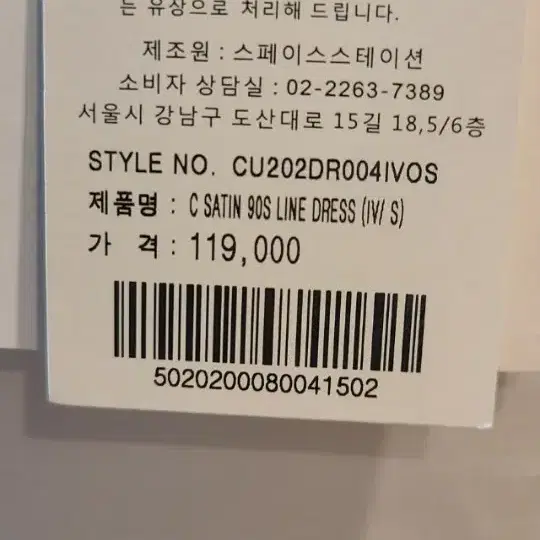 는 유상으로 처리해 드립니다.
제조원 : 스페이스스테이션
소비자 상담실 : 02-2263-7389
서울시 강남구 도산대로 15길 18,5/6층
STYLE NO. CU202DR004IVOS
제품명 : C SATIN 90S LINE DRESS (IV/ S)
가 격 : 119,000
5020200080041502